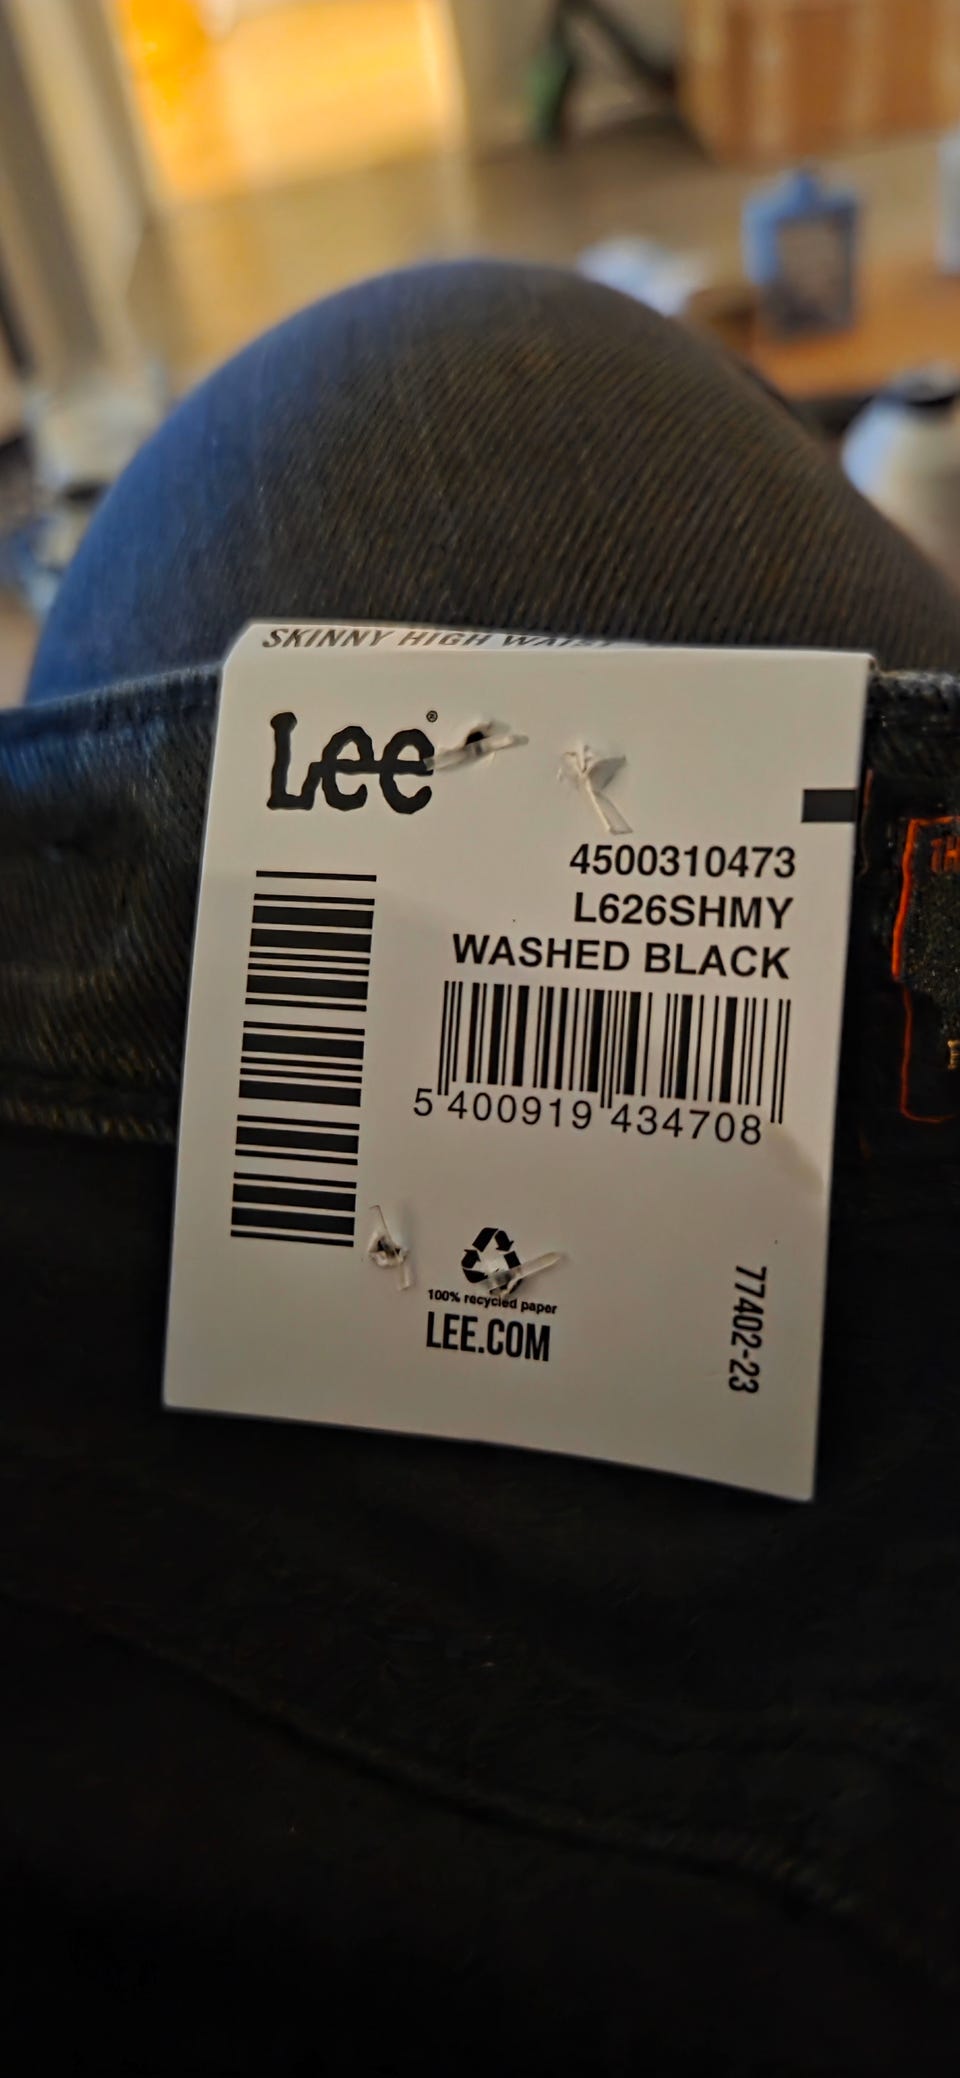 SKINNY HIGH WAIST
Lee®
4500310473
L626SHMY
WASHED BLACK
5 400919 434708
100% recycled paper
LEE.COM
77402-23